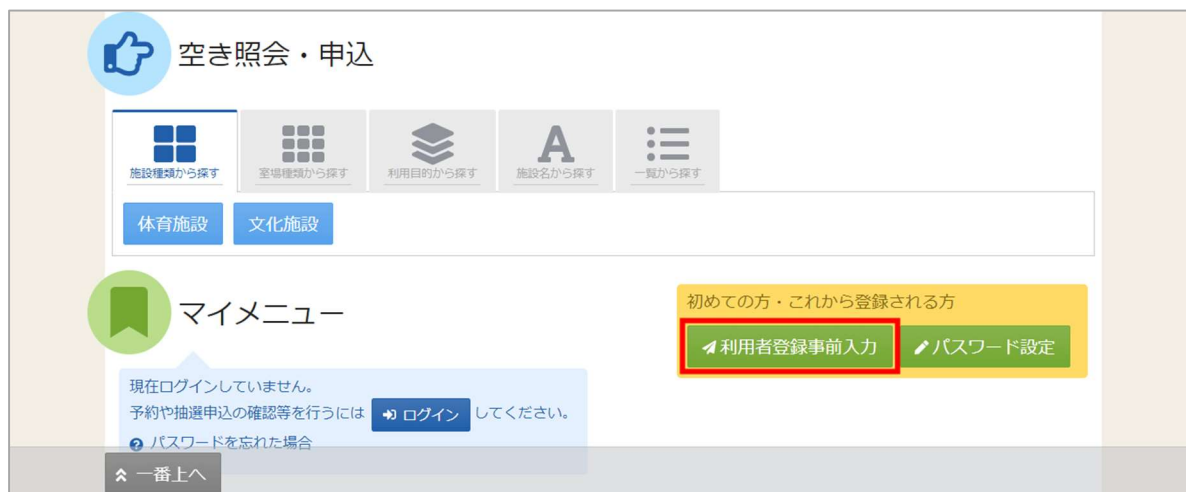 空き照会・申込
施設種類から探す
室場種類から探す
利用目的から探す
施設名から探す
一覧から探す
体育施設
文化施設
マイメニュー
初めての方・これから登録される方
利用者登録事前入力
パスワード設定
現在ログインしていません。
予約や抽選申込の確認等を行うには ログイン してください。
パスワードを忘れた場合
一番上へ